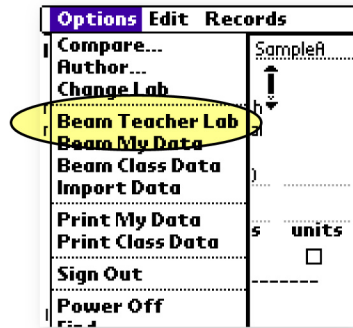 Options Edit Records
Compare...
SampleA
Author...
Change Lab
Beam Teacher Lab
Beam My Data
Beam Class Data
Import Data
Print My Data
Print Class Data
s units
Sign Out
Power Off
Find